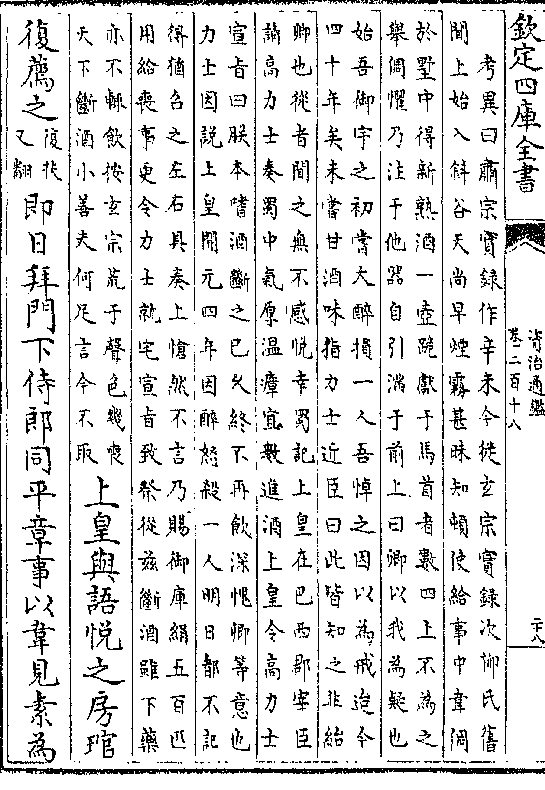 欽定四庫全書
資治通鑑
卷二百十八
考異曰肅宗實録作辛未今從玄宗實録次柳氏舊
聞上始入斜谷天尚早煙霧甚昧知頓使給事中韋倜
於墅中得新熟酒一壺跪獻于馬首者數四上不為之
舉倜懼乃注于他器自引滿于前上曰卿以我為疑也
始吾御宇之初嘗大醉損一人吾悼之因以為戒迨今
四十年矣未嘗甘酒味指力士近臣曰此皆知之非紿
卿也從者聞之無不感悅幸蜀記上皇在巴西郡宰臣
諭高力士奏蜀中氣原温瘴宜數進酒上皇令高力士
宣旨曰朕本嗜酒斷之已久終不再飲深愧卿等意也
力士因説上皇開元四年因醉怒殺一人明日都不記
得猶召之左右具奏上愴然不言乃賜御庫絹五百匹
用給喪事更令力士就宅宣旨致祭從兹斷酒雖下藥
亦不輒飲按玄宗荒于聲色幾喪
天下斷酒小善夫何足言今不取
上皇與語悅之房琯
復薦之
復扶
又翻
即日拜門下侍郎同平章事以韋見素為